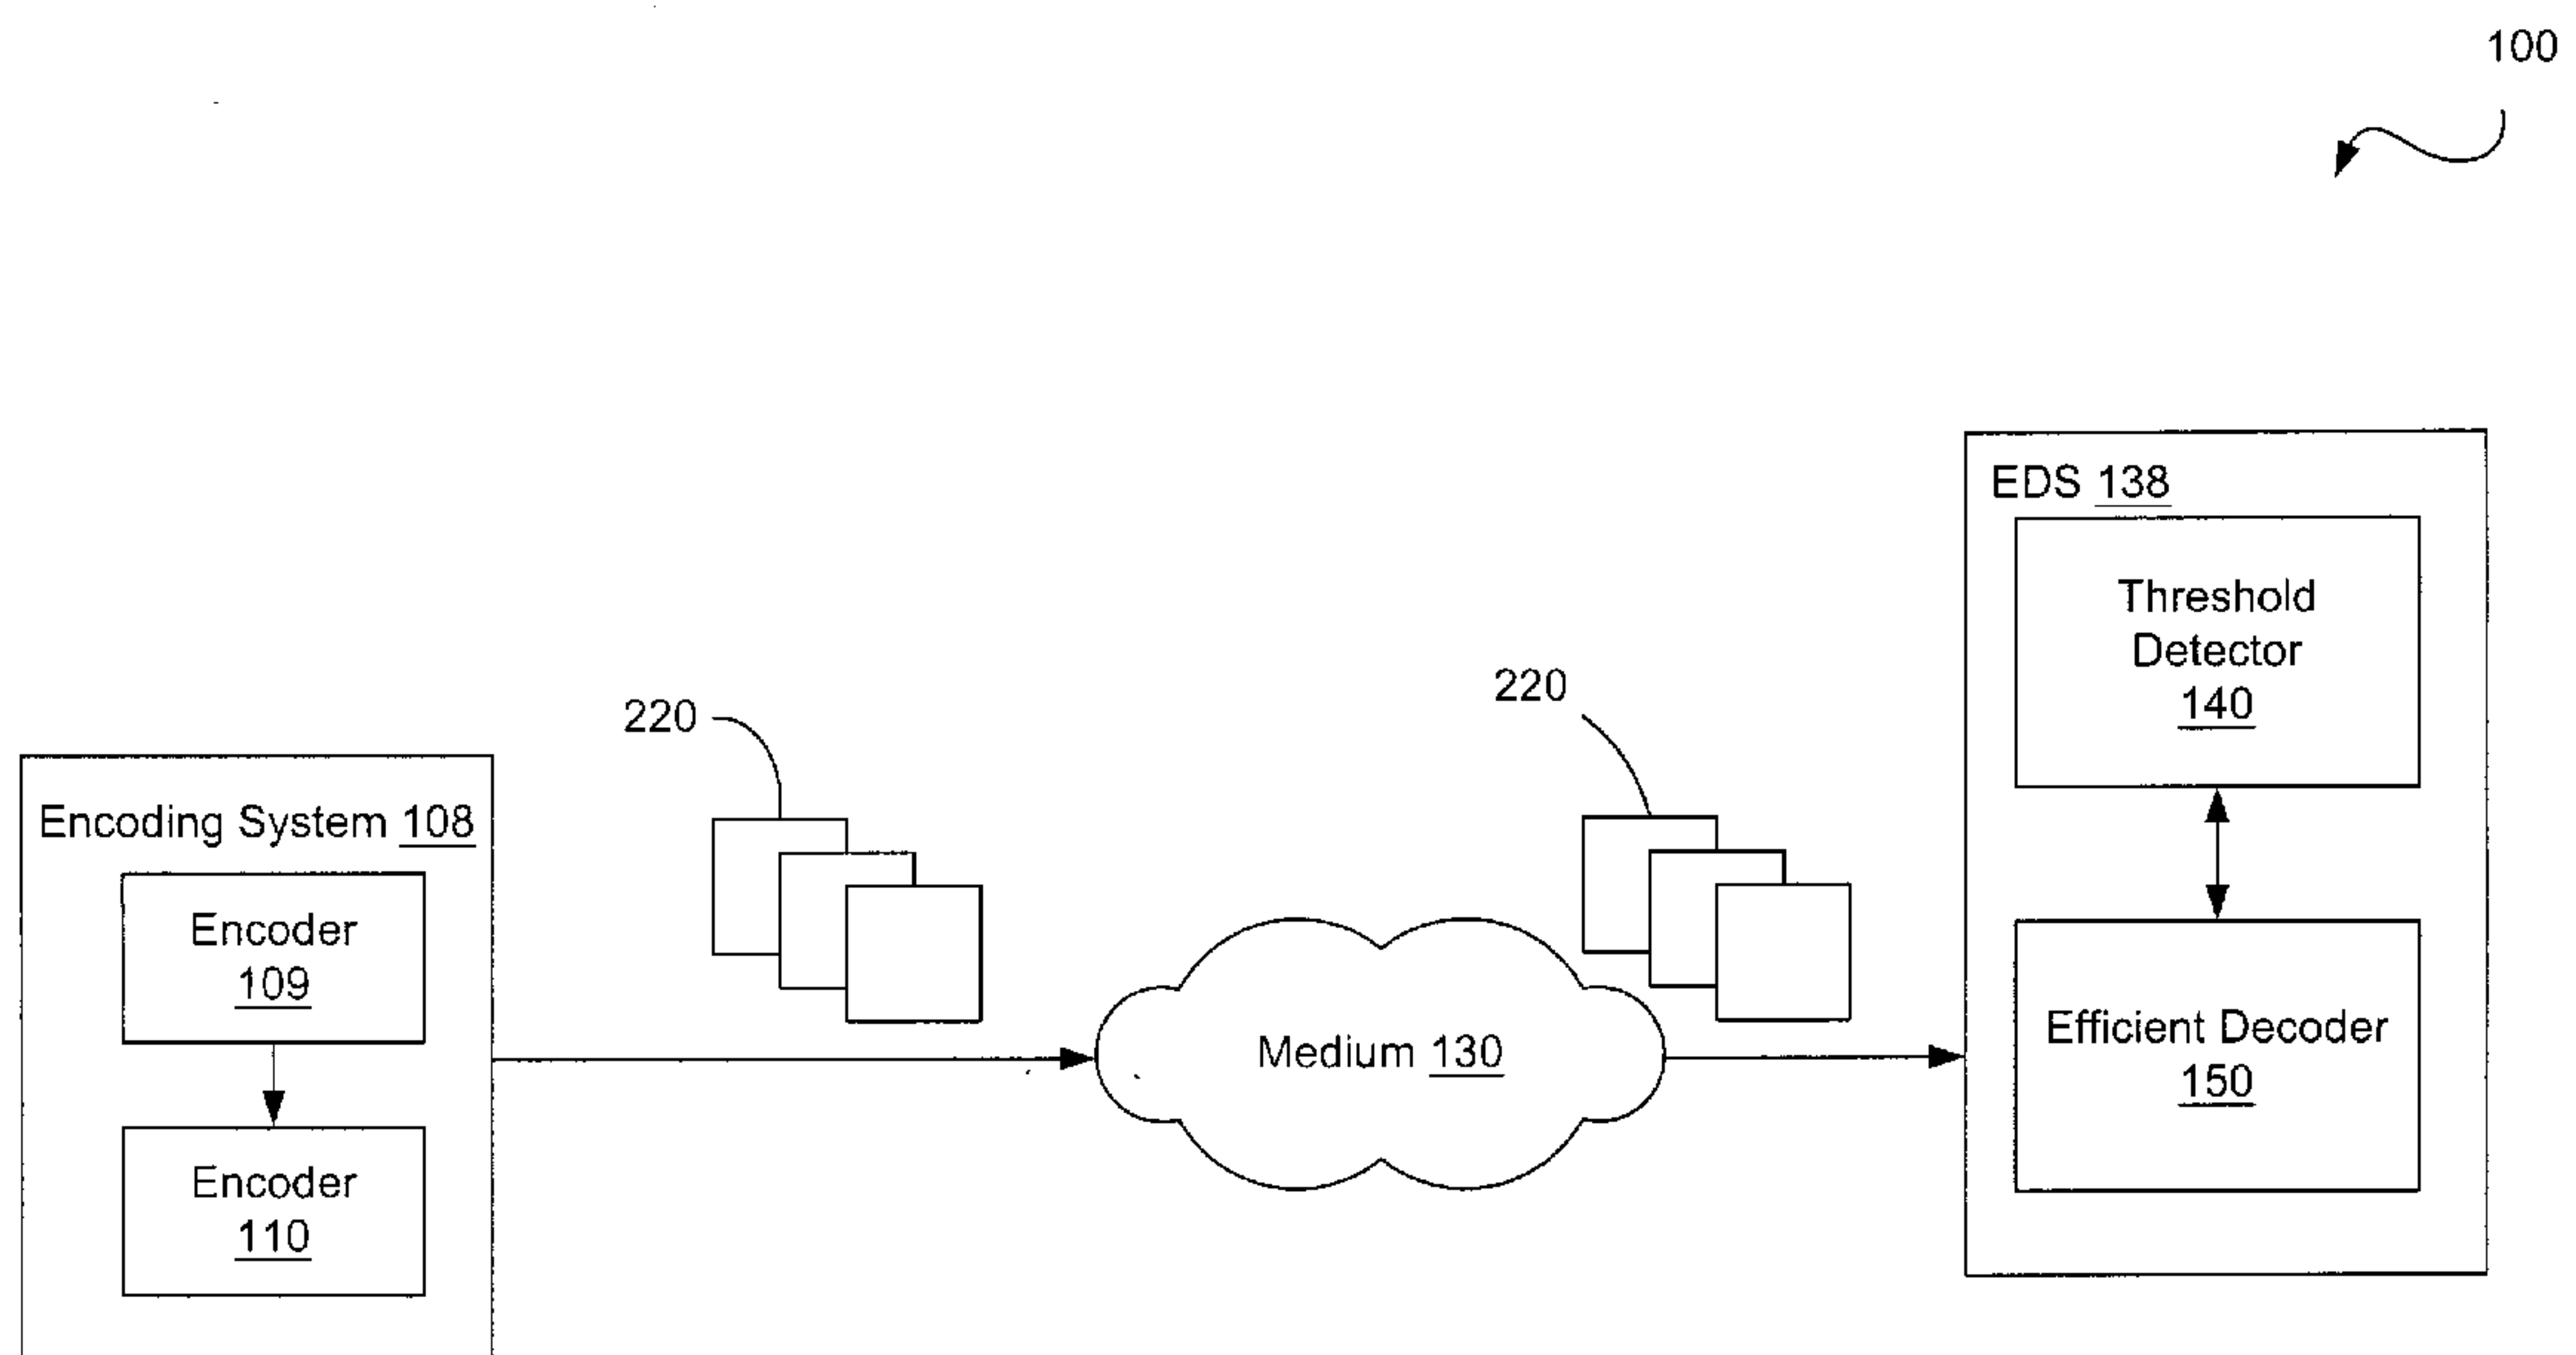 100
EDS 138
Threshold
Detector
140
220
220
Encoding System 108
Encoder
109
Efficient Decoder
150
Medium 130
Encoder
110